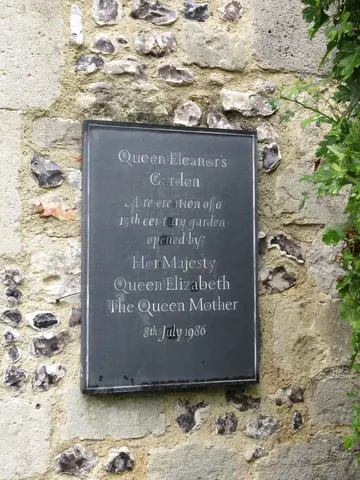 Queen Eleanor's
Garden
A re-creation of a
13th century garden
opened by
Her Majesty
Queen Elizabeth
The Queen Mother
8th July 1986